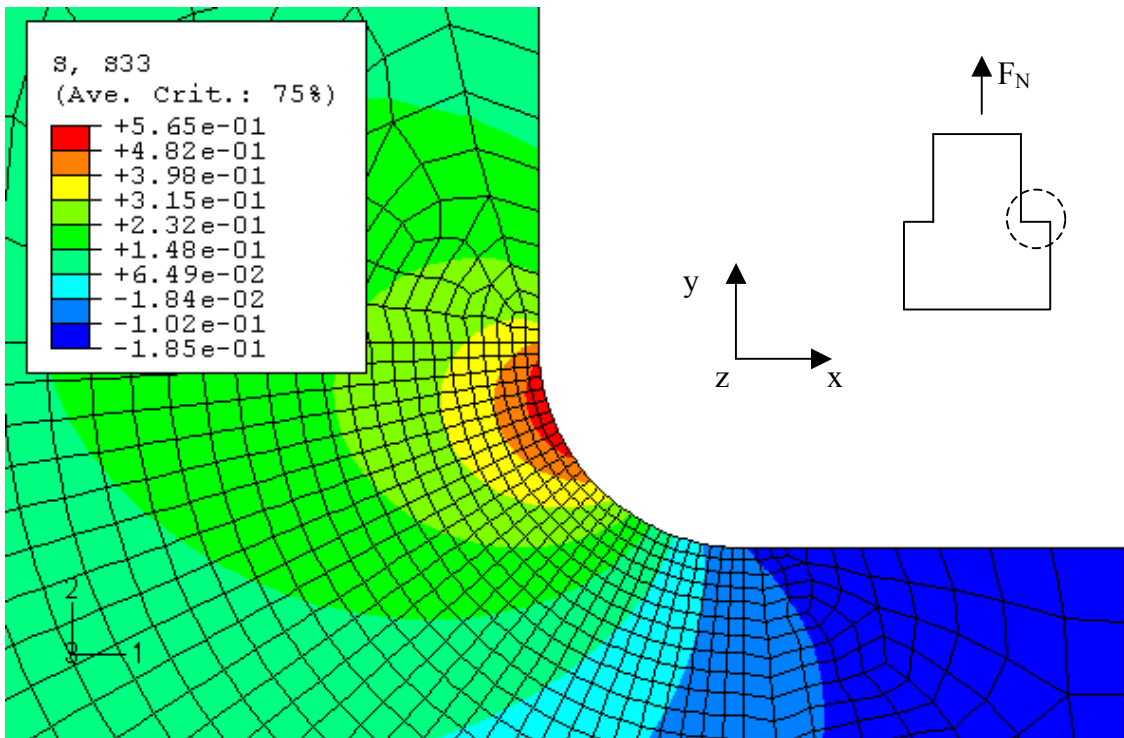 s, s33
(Ave. Crit.: 75%)
+5.65e-01
+4.82e-01
+3.98e-01
+3.15e-01
+2.32e-01
+1.48e-01
+6.49e-02
-1.84e-02
-1.02e-01
-1.85e-01
F_N
y
z x
2
3 1